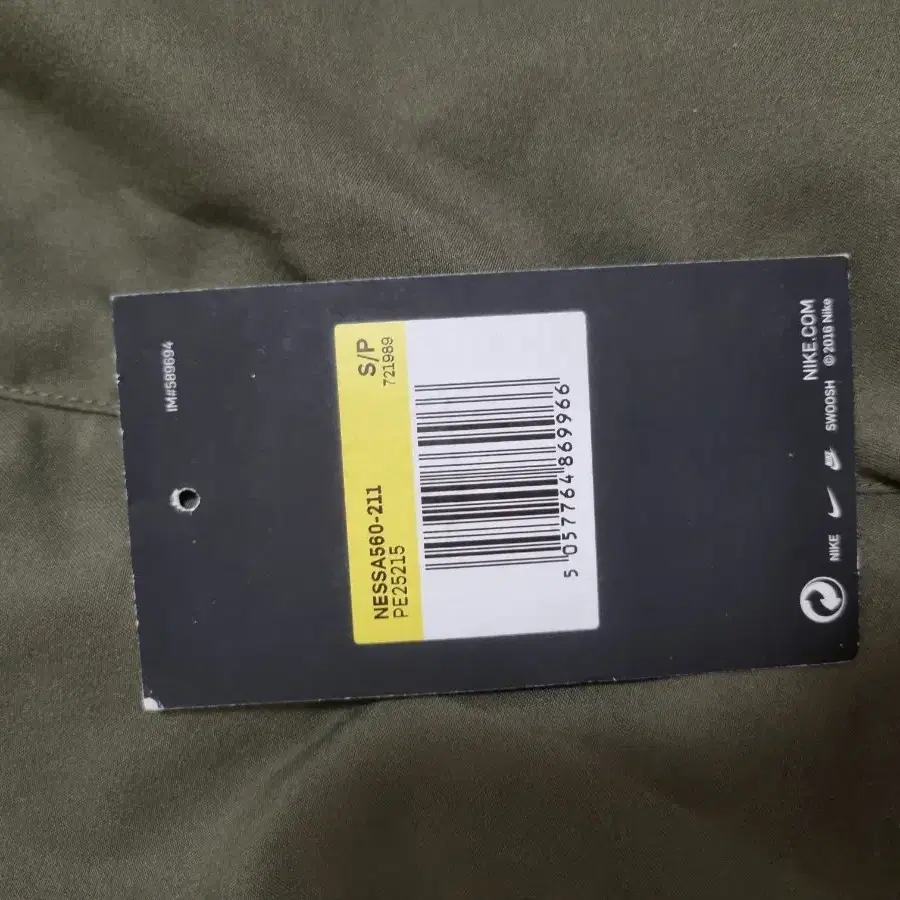 IM#589694
S/P
721989
NESSA560-211
PE25215
5 057764 869966
NIKE.COM
NIKE SWOOSH © 2016 Nike